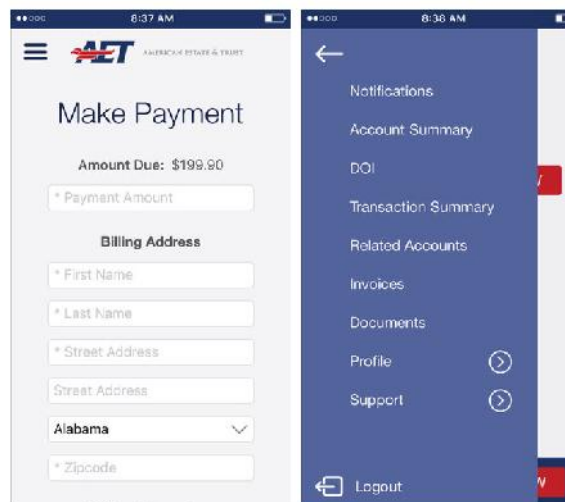 8:37 AM
AET AMERICAN ESTATE & TRUST
Make Payment
Amount Due: $199.90
* Payment Amount
Billing Address
* First Name
* Last Name
* Street Address
Street Address
Alabama
* Zipcode
8:38 AM
Notifications
Account Summary
DOI
Transaction Summary
Related Accounts
Invoices
Documents
Profile
Support
Logout
W